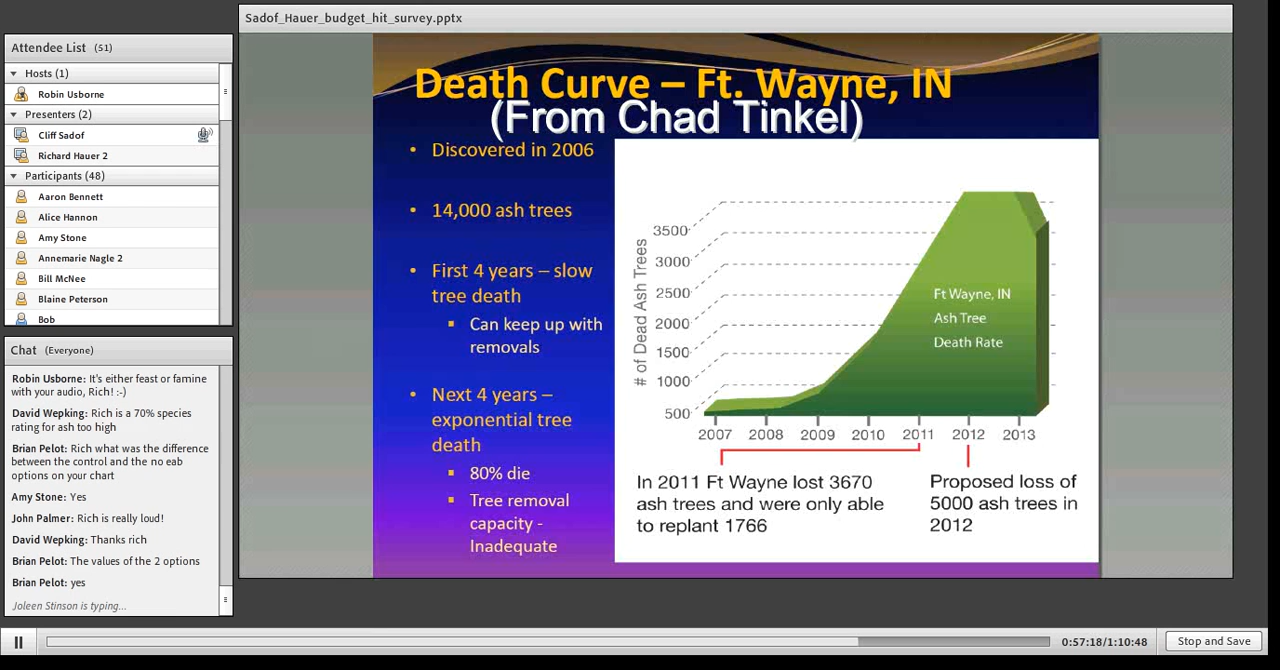 Sadof_Hauer_budget_hit_survey.pptx
Attendee List (51)
Hosts (1)
Robin Usborne
Presenters (2)
Cliff Sadof
Richard Hauer 2
Participants (48)
Aaron Bennett
Alice Hannon
Amy Stone
Annemarie Nagle 2
Bill McNee
Blaine Peterson
Bob
Chat (Everyone)
Robin Usborne: It's either feast or famine
with your audio, Rich! :-)
David Wepking: Rich is a 70% species
rating for ash too high
Brian Pelot: Rich what was the difference
between the control and the no eab
options on your chart
Amy Stone: Yes
John Palmer: Rich is really loud!
David Wepking: Thanks rich
Brian Pelot: The values of the 2 options
Brian Pelot: yes
Joleen Stinson is typing...
Death Curve – Ft. Wayne, IN
(From Chad Tinkel)
• Discovered in 2006
• 14,000 ash trees
• First 4 years – slow
tree death
▪ Can keep up with
removals
• Next 4 years –
exponential tree
death
▪ 80% die
▪ Tree removal
capacity -
Inadequate
# of Dead Ash Trees
3500
3000
2500
2000
1500
1000
500
Ft Wayne, IN
Ash Tree
Death Rate
2007 2008 2009 2010 2011 2012 2013
In 2011 Ft Wayne lost 3670
ash trees and were only able
to replant 1766
Proposed loss of
5000 ash trees in
2012
0:57:18/1:10:48
Stop and Save